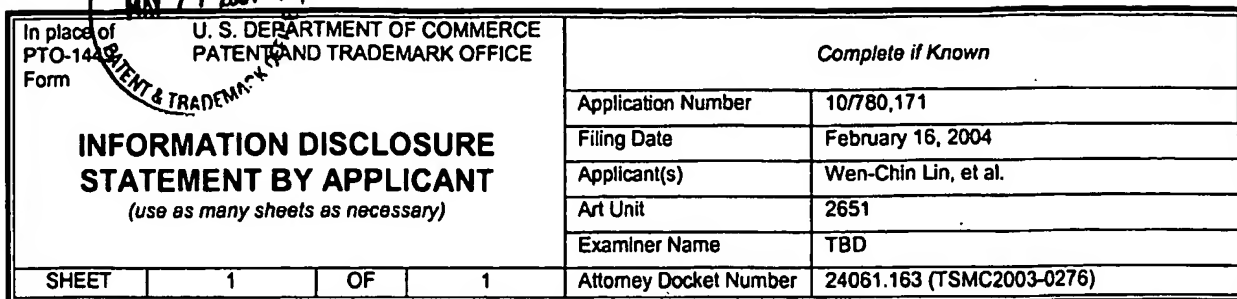 In place of U. S. DEPARTMENT OF COMMERCE
PTO-1449 PATENT AND TRADEMARK OFFICE
Form
PATENT & TRADEMARK
Complete if Known
Application Number 10/780,171
INFORMATION DISCLOSURE
STATEMENT BY APPLICANT
(use as many sheets as necessary)
Filing Date February 16, 2004
Applicant(s) Wen-Chin Lin, et al.
Art Unit 2651
Examiner Name TBD
SHEET 1 OF 1 Attorney Docket Number 24061.163 (TSMC2003-0276)